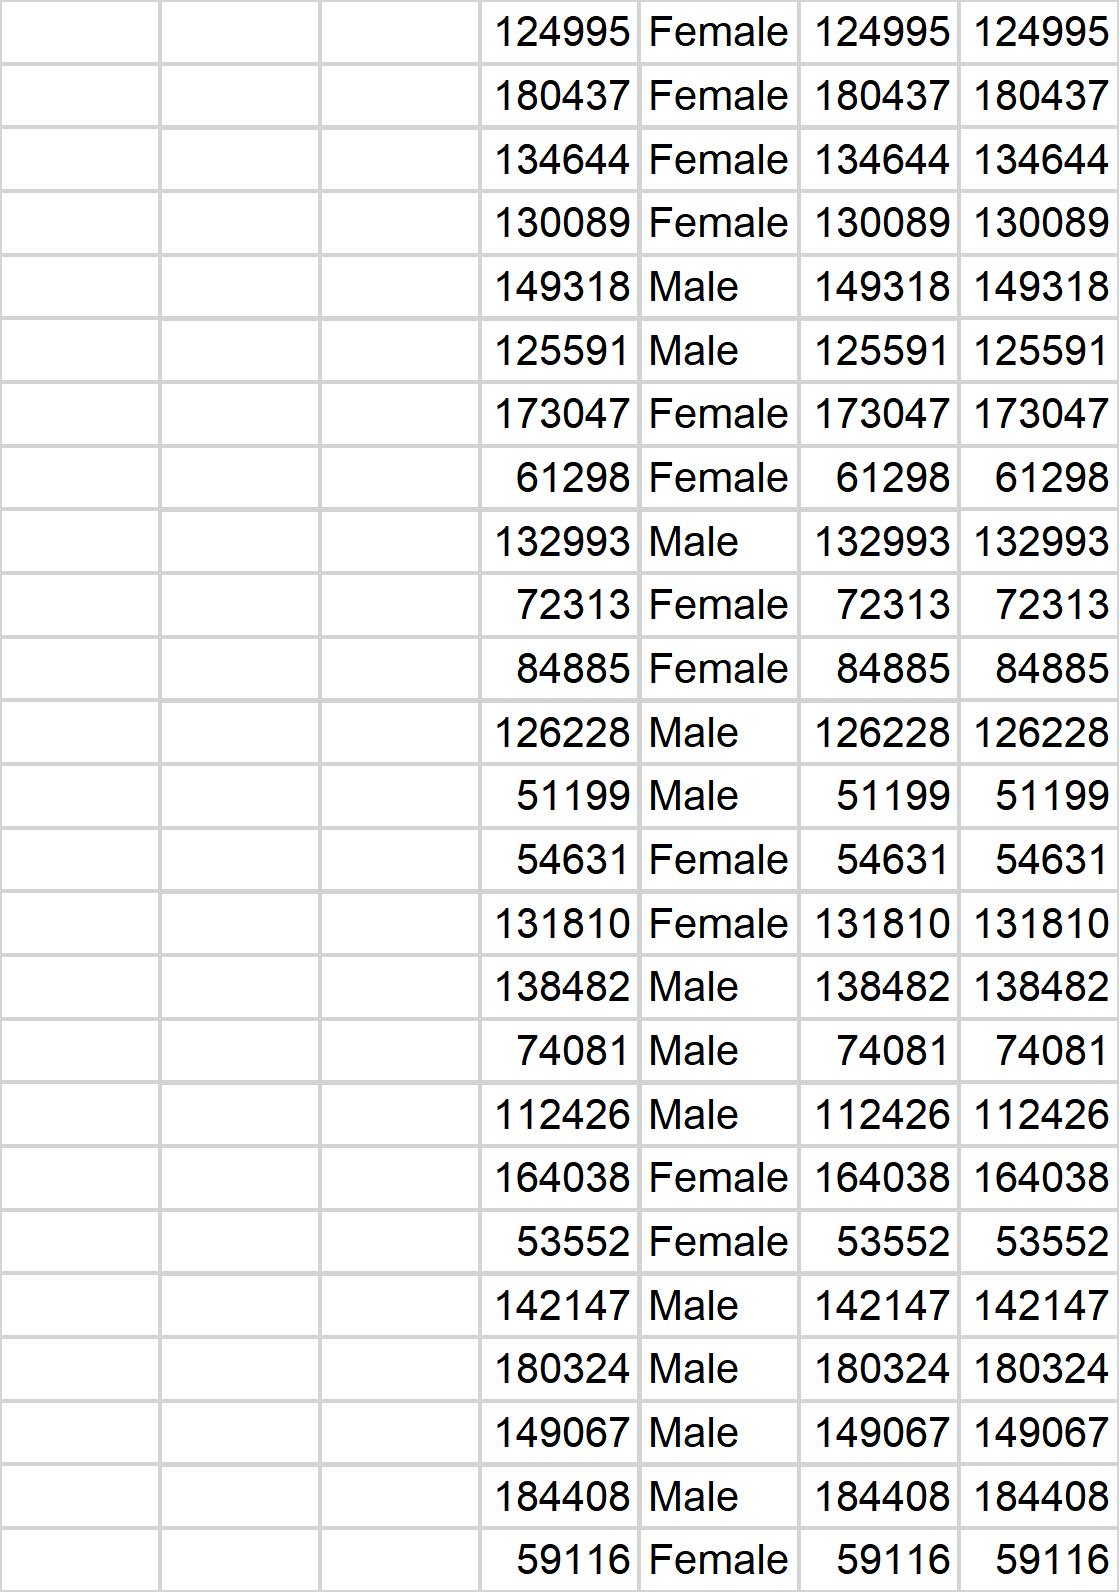 124995 Female 124995 124995
180437 Female 180437 180437
134644 Female 134644 134644
130089 Female 130089 130089
149318 Male 149318 149318
125591 Male 125591 125591
173047 Female 173047 173047
61298 Female 61298 61298
132993 Male 132993 132993
72313 Female 72313 72313
84885 Female 84885 84885
126228 Male 126228 126228
51199 Male 51199 51199
54631 Female 54631 54631
131810 Female 131810 131810
138482 Male 138482 138482
74081 Male 74081 74081
112426 Male 112426 112426
164038 Female 164038 164038
53552 Female 53552 53552
142147 Male 142147 142147
180324 Male 180324 180324
149067 Male 149067 149067
184408 Male 184408 184408
59116 Female 59116 59116